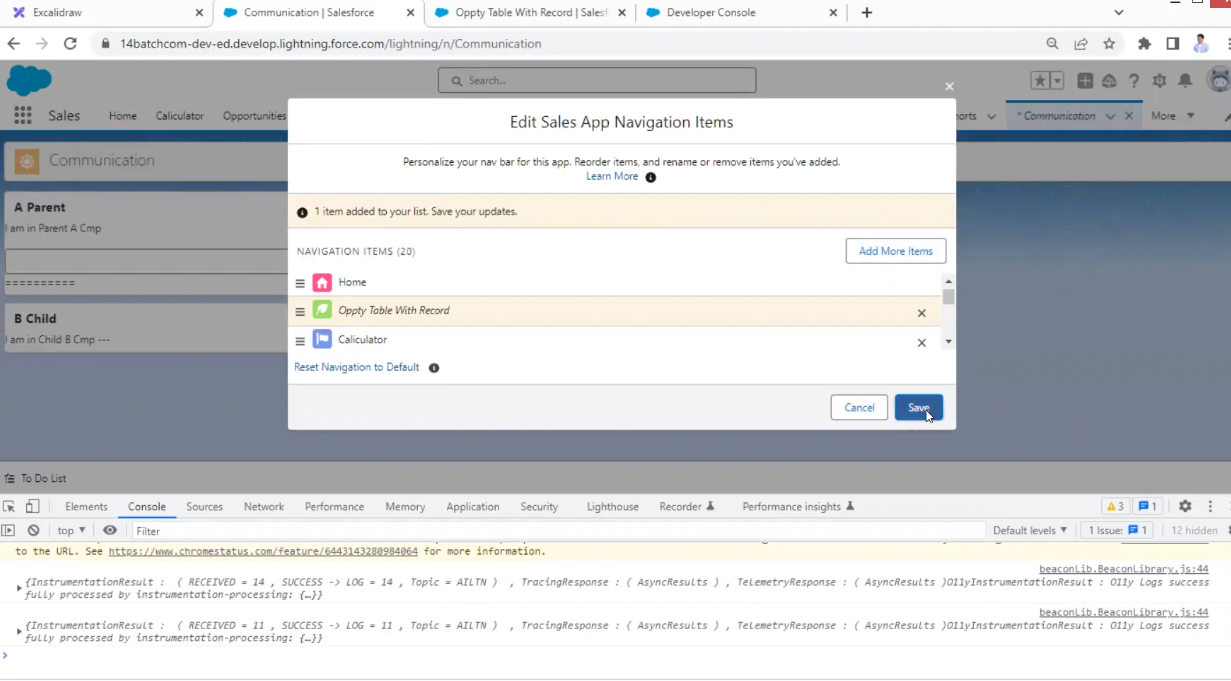 Excalidraw
Communication | Salesforce
Oppty Table With Record | Salesf
Developer Console
14batchcom-dev-ed.develop.lightning.force.com/lightning/n/Communication
Search...
Sales
Home
Calculator
Opportunities
ports
* Communication
More
Communication
A Parent
I am in Parent A Cmp
==========
B Child
I am in Child B Cmp ---
Edit Sales App Navigation Items
Personalize your nav bar for this app. Reorder items, and rename or remove items you've added.
Learn More
1 item added to your list. Save your updates.
NAVIGATION ITEMS (20)
Add More Items
Home
Oppty Table With Record
Caliculator
Reset Navigation to Default
Cancel
Save
To Do List
Elements
Console
Sources
Network
Performance
Memory
Application
Security
Lighthouse
Recorder
Performance insights
3
1
top
Filter
Default levels
1 Issue: 1
12 hidden
to the URL. See https://www.chromestatus.com/feature/6443143280984064 for more information.
beaconLib.BeaconLibrary.js:44
{InstrumentationResult : ( RECEIVED = 14 , SUCCESS -> LOG = 14 , Topic = AILTN ) , TracingResponse : ( AsyncResults ) , TelemetryResponse : ( AsyncResults )O11yInstrumentationResult : O11y Logs success
fully processed by instrumentation-processing: {…}}
beaconLib.BeaconLibrary.js:44
{InstrumentationResult : ( RECEIVED = 11 , SUCCESS -> LOG = 11 , Topic = AILTN ) , TracingResponse : ( AsyncResults ) , TelemetryResponse : ( AsyncResults )O11yInstrumentationResult : O11y Logs success
fully processed by instrumentation-processing: {…}}